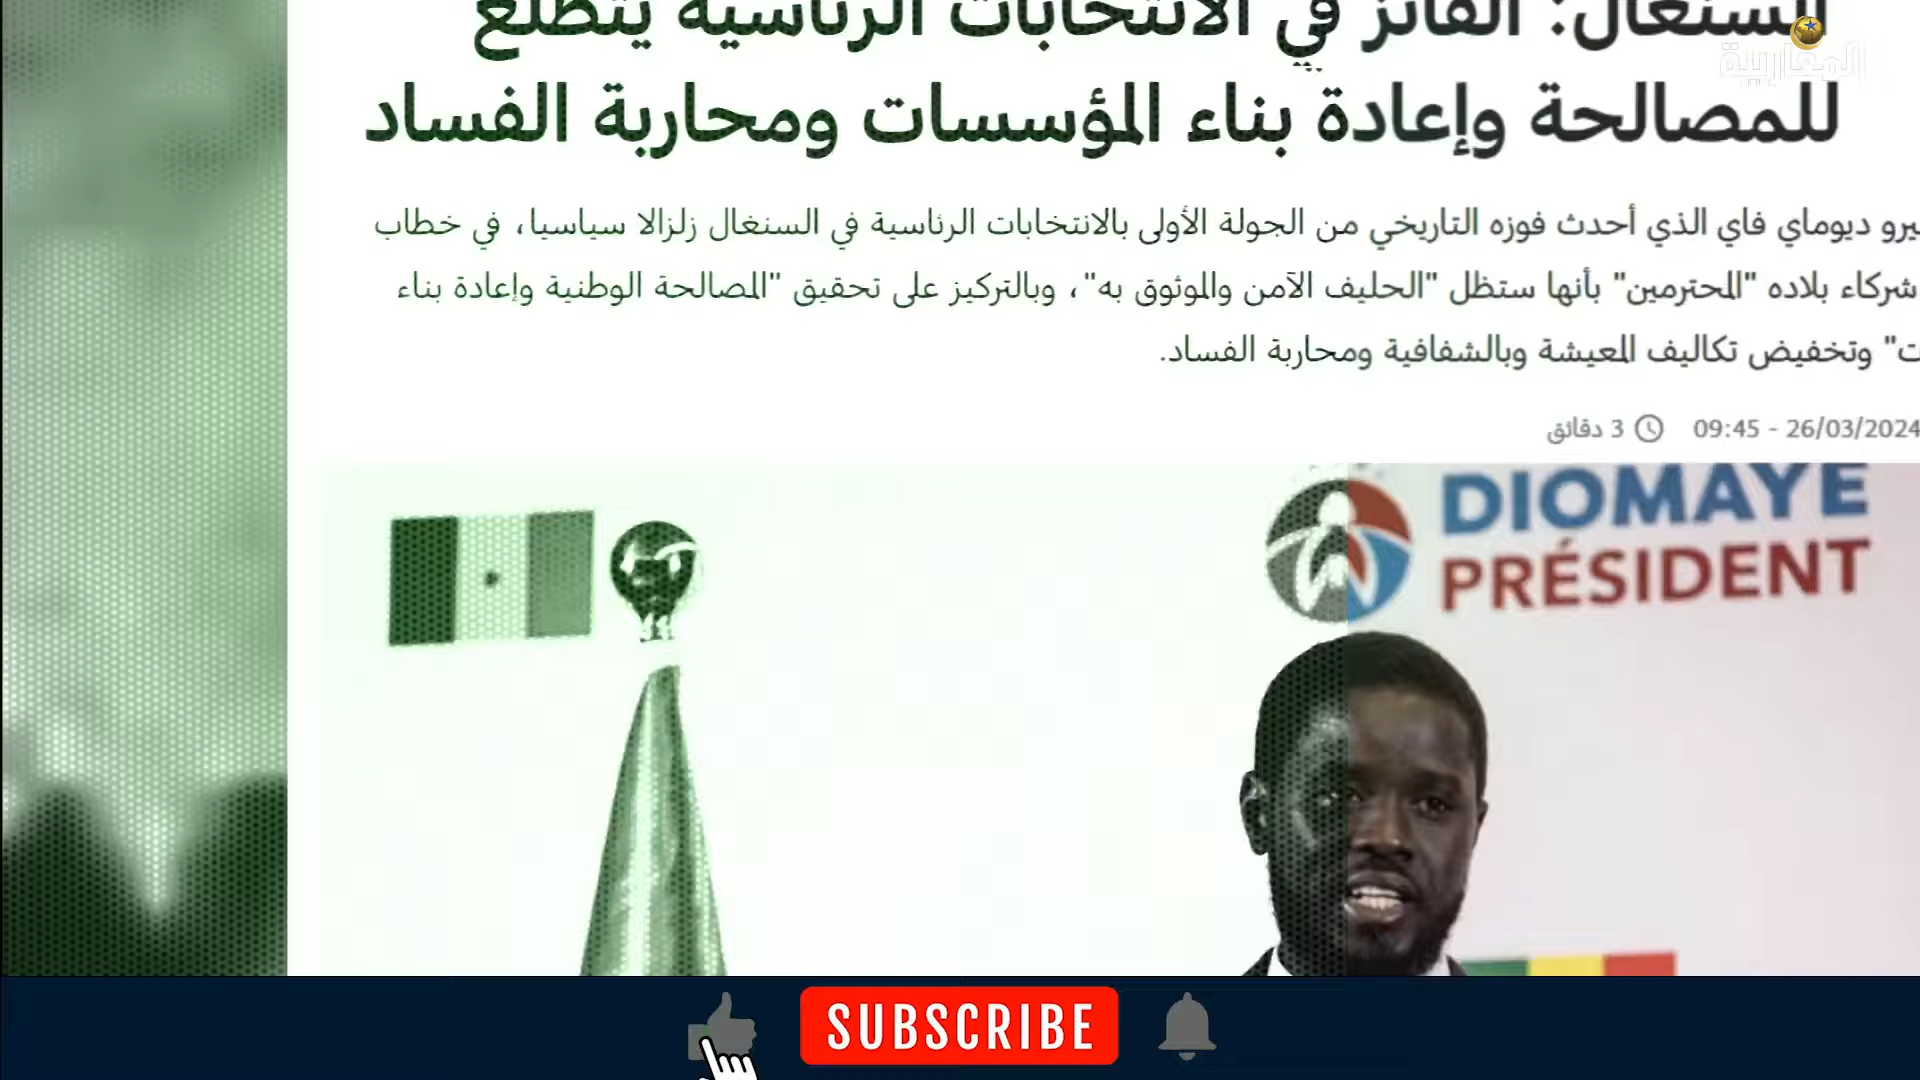 السنغال: الفائز في الانتخابات الرئاسية يتطلع
للمصالحة وإعادة بناء المؤسسات ومحاربة الفساد
المغاربية
ديوماي فاي الذي أحدث فوزه التاريخي من الجولة الأولى بالانتخابات الرئاسية في السنغال زلزالا سياسيا، في خطاب
شركاء بلاده "المحترمين" بأنها ستظل "الحليف الآمن والموثوق به"، وبالتركيز على تحقيق "المصالحة الوطنية وإعادة بناء
وتخفيض تكاليف المعيشة وبالشفافية ومحاربة الفساد.
26/03/2024 - 09:45 3 دقائق
DIOMAYE
PRÉSIDENT
SUBSCRIBE